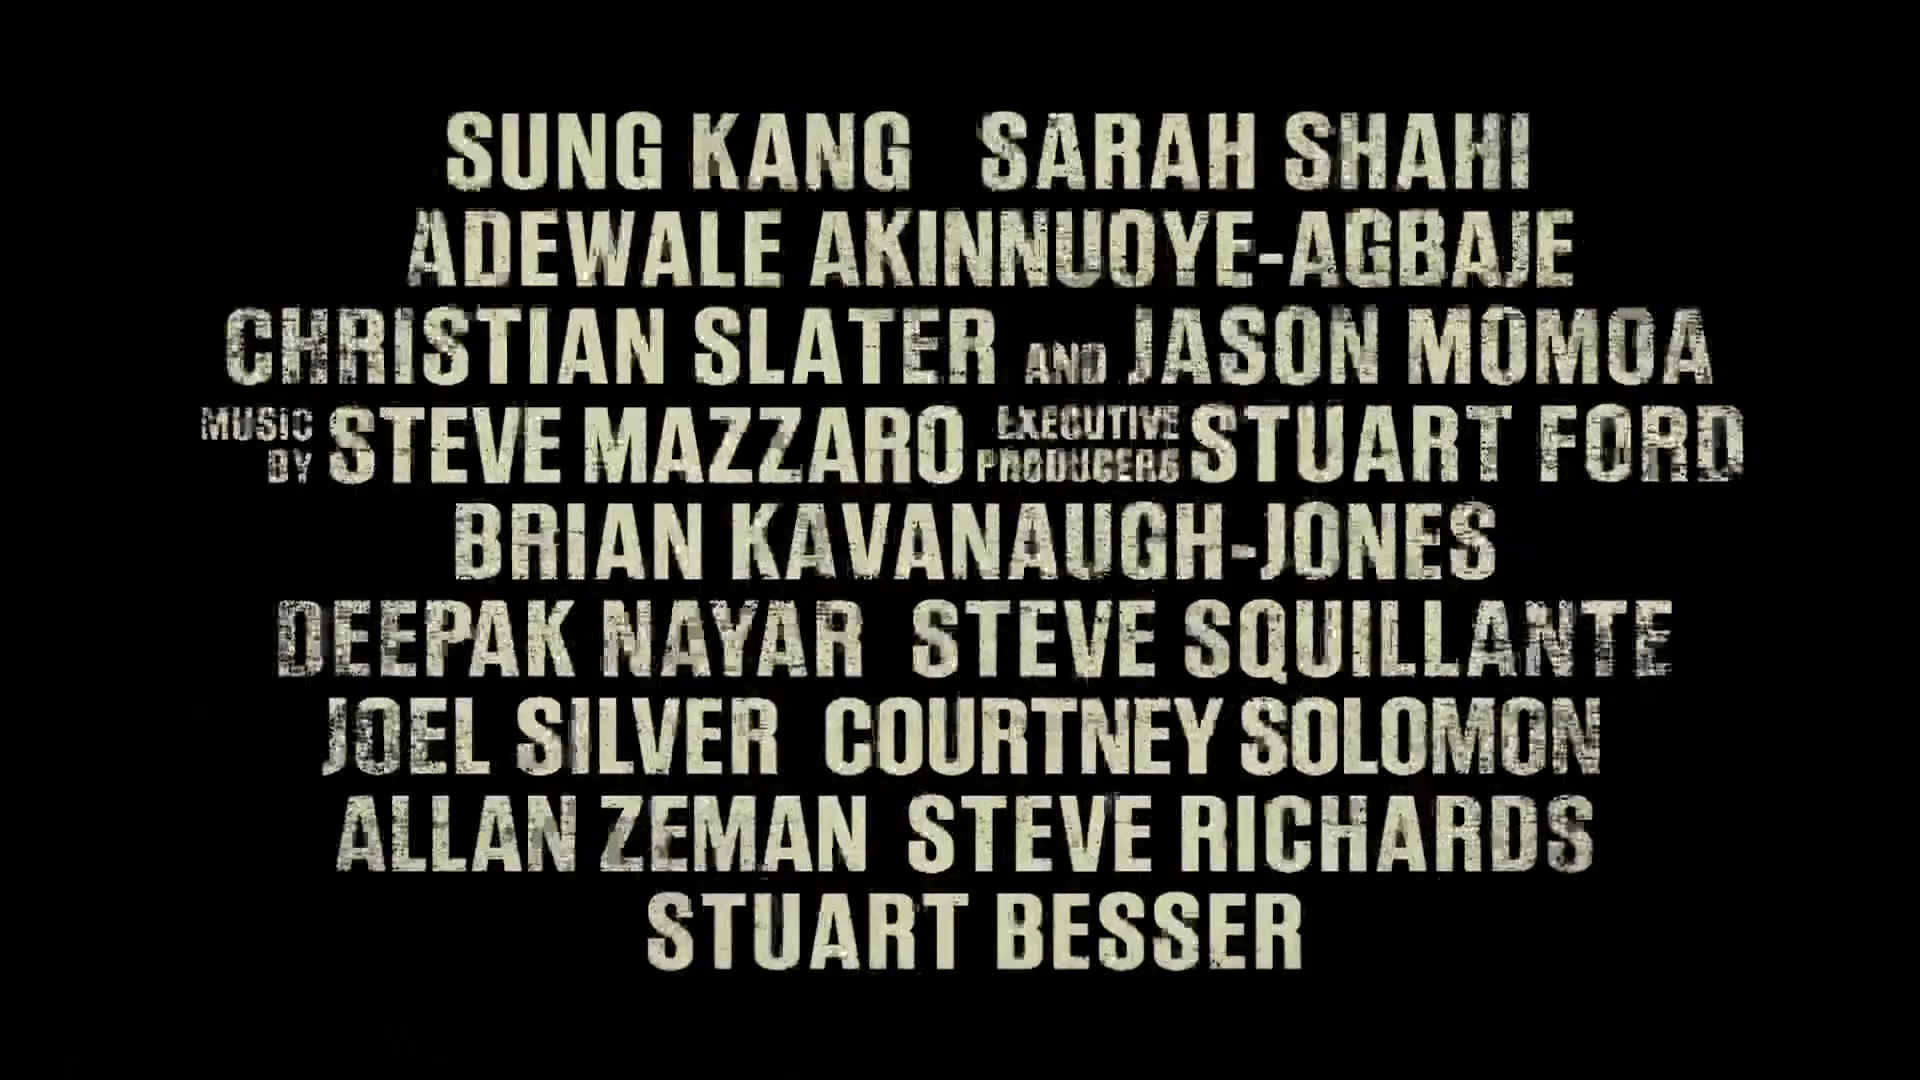 SUNG KANG SARAH SHAHI
ADEWALE AKINNUOYE-AGBAJE
CHRISTIAN SLATER AND JASON MOMOA
MUSIC BY STEVE MAZZARO EXECUTIVE PRODUCERS STUART FORD
BRIAN KAVANAUGH-JONES
DEEPAK NAYAR STEVE SQUILLANTE
JOEL SILVER COURTNEY SOLOMON
ALLAN ZEMAN STEVE RICHARDS
STUART BESSER